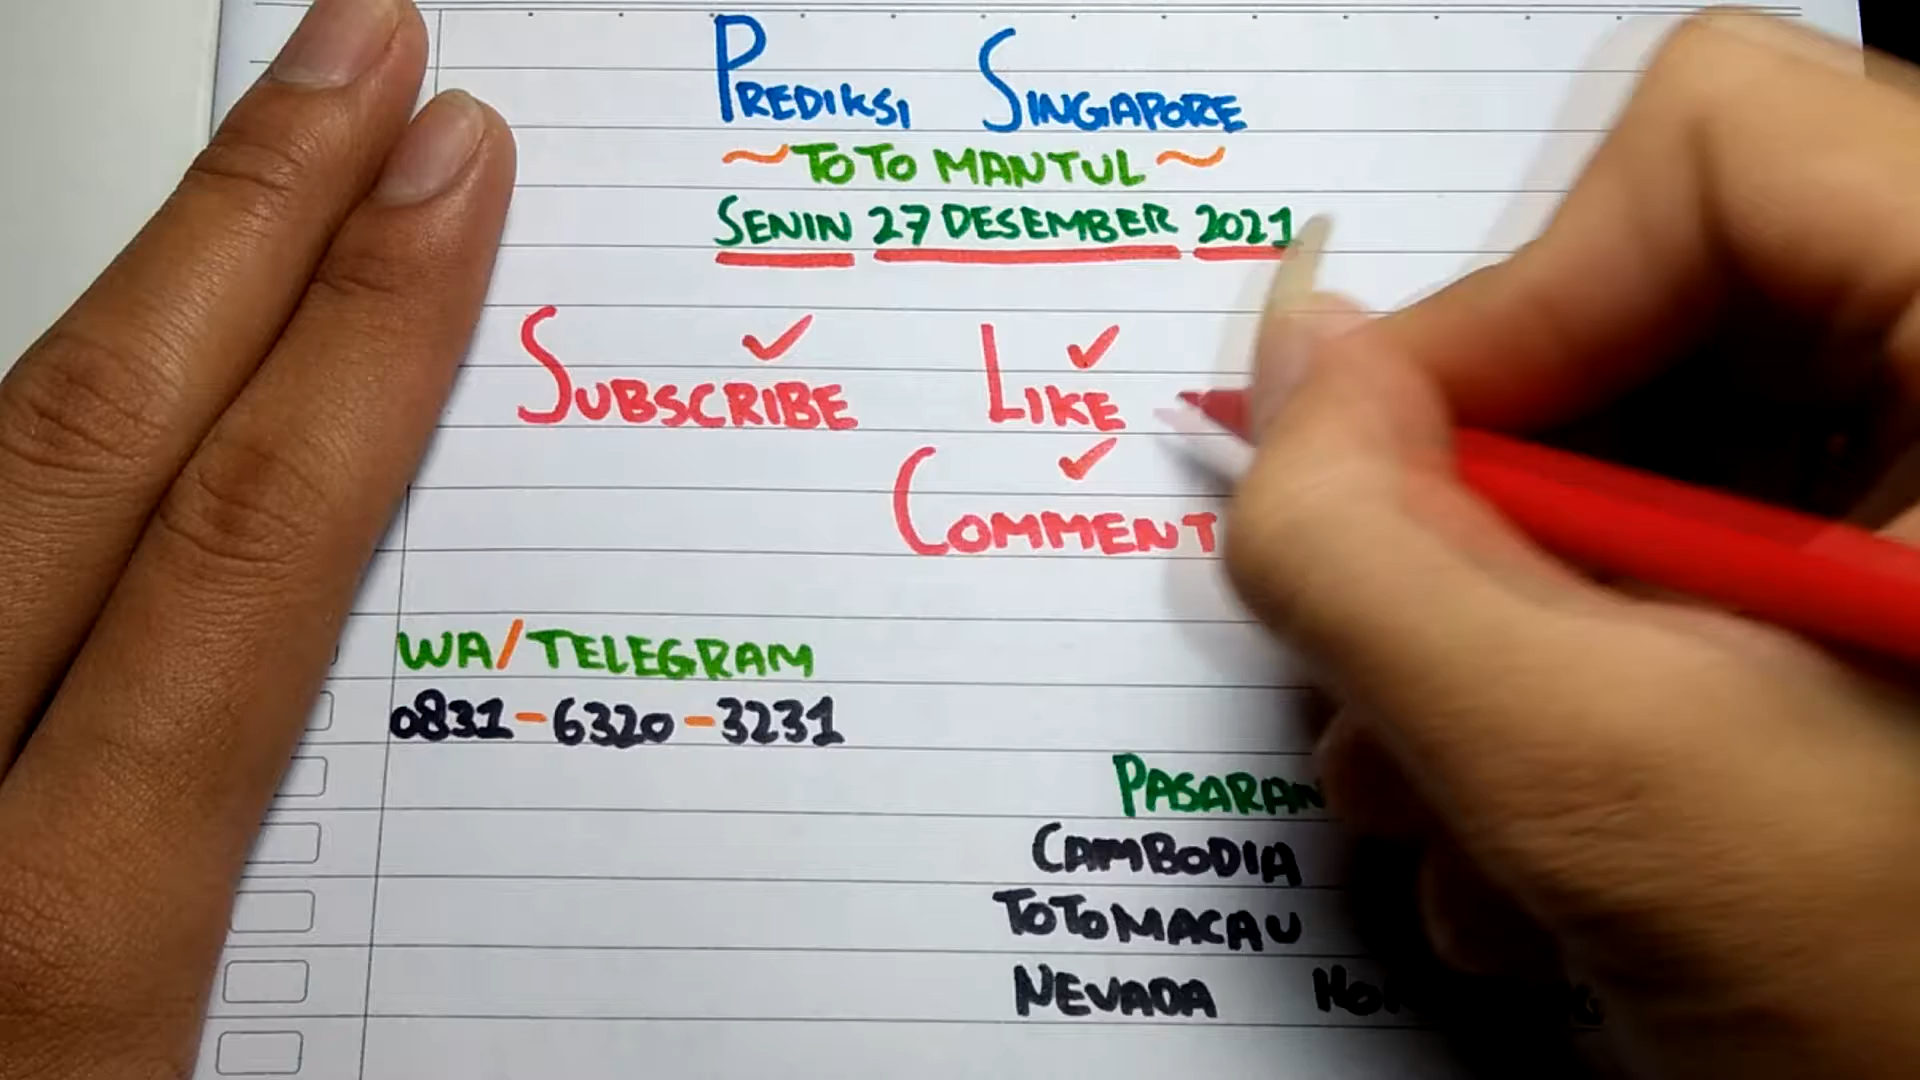 PREDIKSI SINGAPORE
~TOTO MANTUL~
SENIN 27 DESEMBER 2021
SUBSCRIBE LIKE
COMMENT
WA/TELEGRAM
0831-6320-3231
PASARAN
CAMBODIA
TOTOMACAU
NEVADA